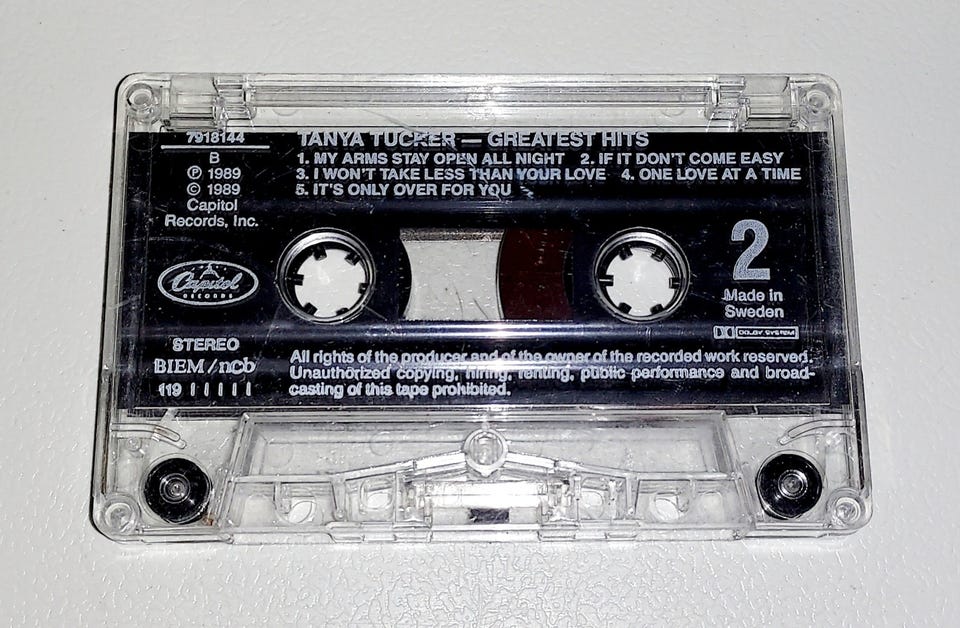 7918144
B
Ⓟ 1989
© 1989
Capitol
Records, Inc.
TANYA TUCKER — GREATEST HITS
1. MY ARMS STAY OPEN ALL NIGHT 2. IF IT DON'T COME EASY
3. I WON'T TAKE LESS THAN YOUR LOVE 4. ONE LOVE AT A TIME
5. IT'S ONLY OVER FOR YOU
Capitol
RECORDS
2
Made in
Sweden
DOLBY SYSTEM
STEREO
BIEM/ncb
119 I I I I I
All rights of the producer and of the owner of the recorded work reserved.
Unauthorized copying, hiring, renting, public performance and broad-
casting of this tape prohibited.